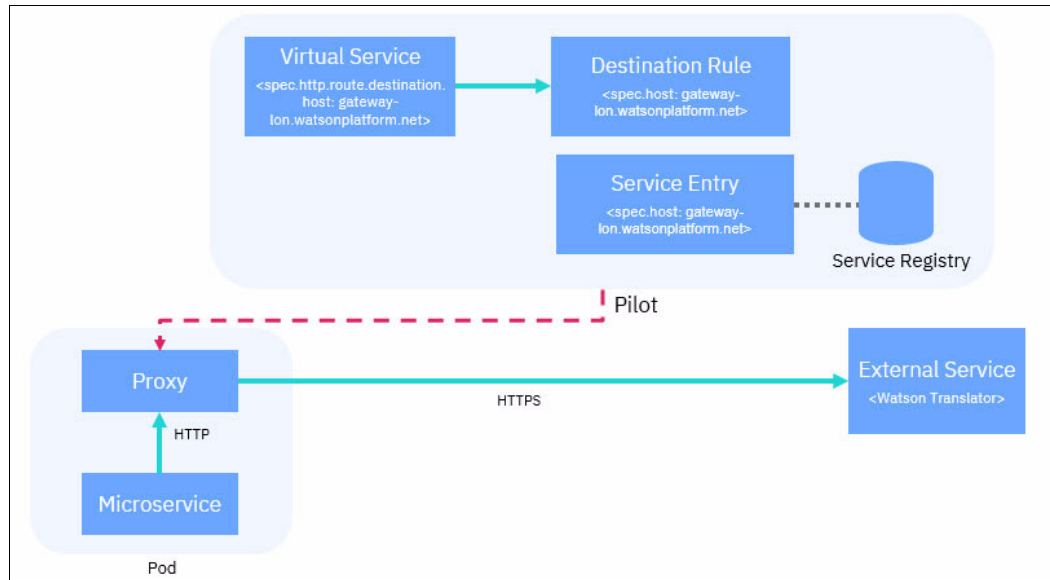 Virtual Service
<spec.http.route.destination.
host: gateway-
lon.watsonplatform.net>
Destination Rule
<spec.host: gateway-
lon.watsonplatform.net>
Service Entry
<spec.host: gateway-
lon.watsonplatform.net>
Service Registry
Pilot
Proxy
HTTP
Microservice
Pod
HTTPS
External Service
<Watson Translator>